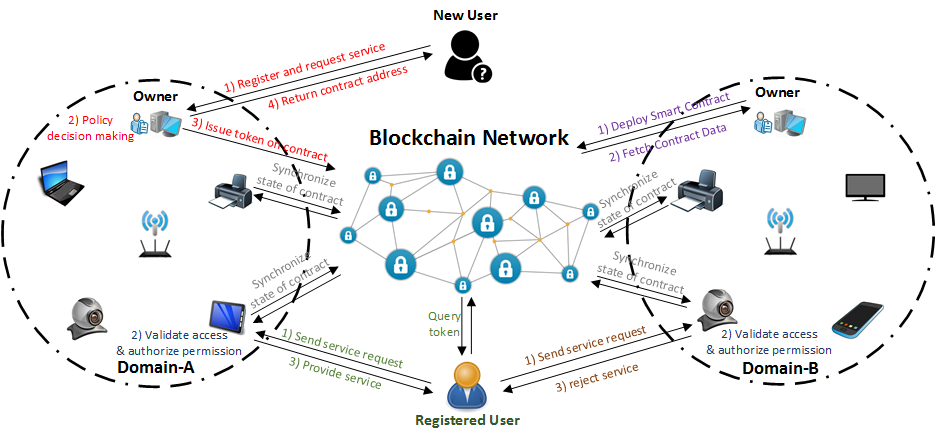 New User
1) Register and request service
4) Return contract address
Owner
2) Policy
decision making
3) Issue token on contract
Blockchain Network
Owner
1) Deploy Smart Contract
2) Fetch Contract Data
Synchronize
state of contract
Synchronize
state of contract
Synchronize
state of contract
Synchronize
state of contract
Query
token
2) Validate access
& authorize permission
Domain-A
1) Send service request
3) Provide service
1) Send service request
3) reject service
2) Validate access
& authorize permission
Domain-B
?
Registered User